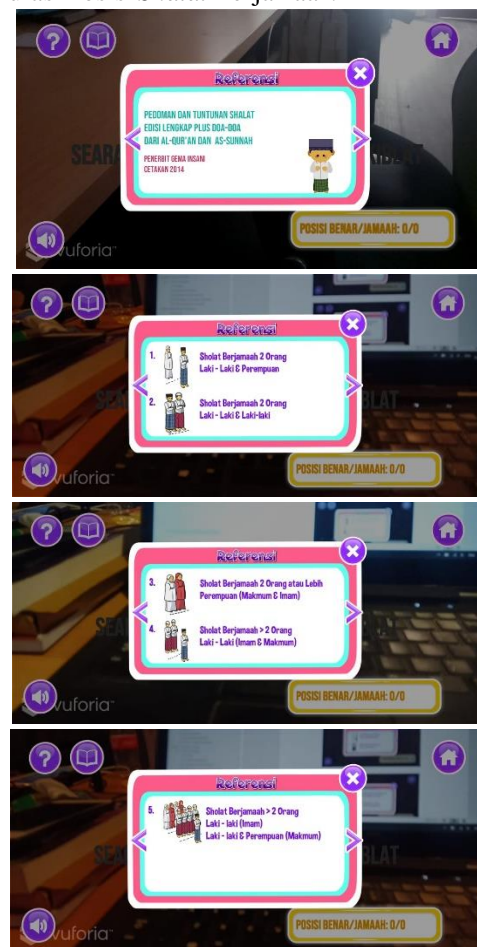 ?
Referensi
PEDOMAN DAN TUNTUNAN SHALAT
EDISI LENGKAP PLUS DOA-DOA
DARI AL-QUR'AN DAN AS-SUNNAH
PENERBIT GEMA INSANI
CETAKAN 2014
POSISI BENAR/JAMAAH: 0/0
vuforia™
?
Referensi
1. Sholat Berjamaah 2 Orang
Laki - Laki & Perempuan
2. Sholat Berjamaah 2 Orang
Laki - Laki & Laki-laki
POSISI BENAR/JAMAAH: 0/0
vuforia™
?
Referensi
3. Sholat Berjamaah 2 Orang atau Lebih
Perempuan (Makmum & Imam)
4. Sholat Berjamaah > 2 Orang
Laki - Laki (Imam & Makmum)
POSISI BENAR/JAMAAH: 0/0
vuforia™
?
Referensi
5. Sholat Berjamaah > 2 Orang
Laki - laki (Imam)
Laki - laki & Perempuan (Makmum)
POSISI BENAR/JAMAAH: 0/0
vuforia™